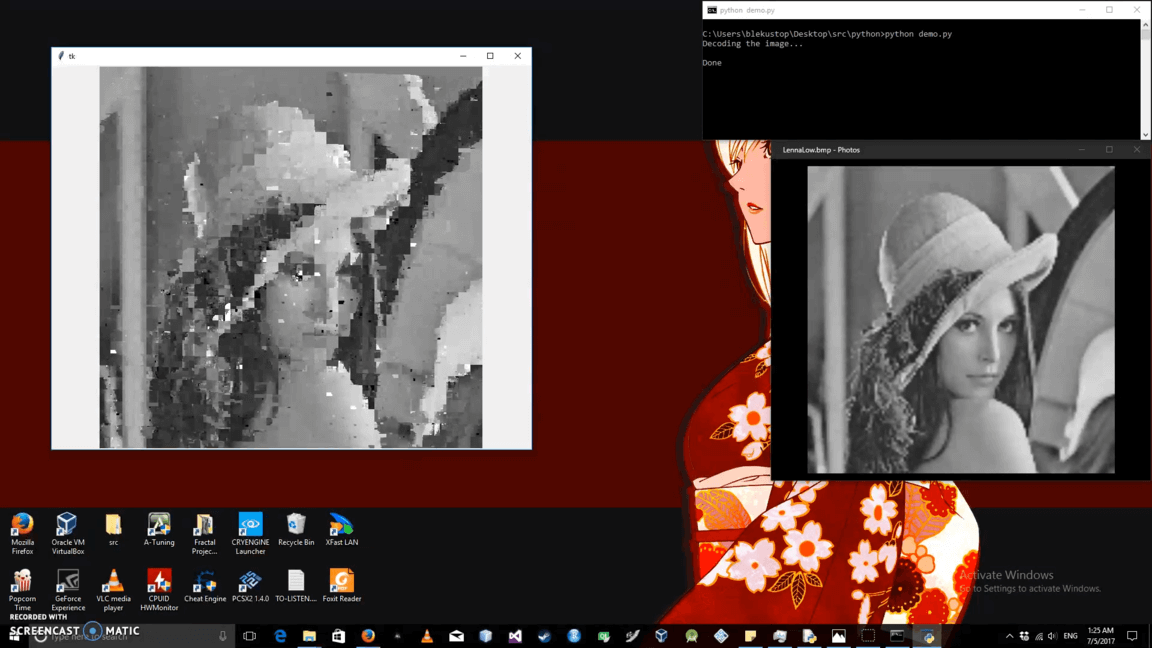 python demo.py
C:\Users\blekustop\Desktop\src\python>python demo.py
Decoding the image...
Done
tk
LennaLow.bmp - Photos
Mozilla Firefox
Oracle VM VirtualBox
src
A-Tuning
Fractal Projec...
CRYENGINE Launcher
Recycle Bin
XFast LAN
Popcorn Time
GeForce Experience
VLC media player
CPUID HWMonitor
Cheat Engine
PCSX2 1.4.0
TO-LISTEN....
Foxit Reader
Activate Windows
Go to Settings to activate Windows.
RECORDED WITH
SCREENCAST MATIC
Type here to search
ENG
1:25 AM
7/5/2017